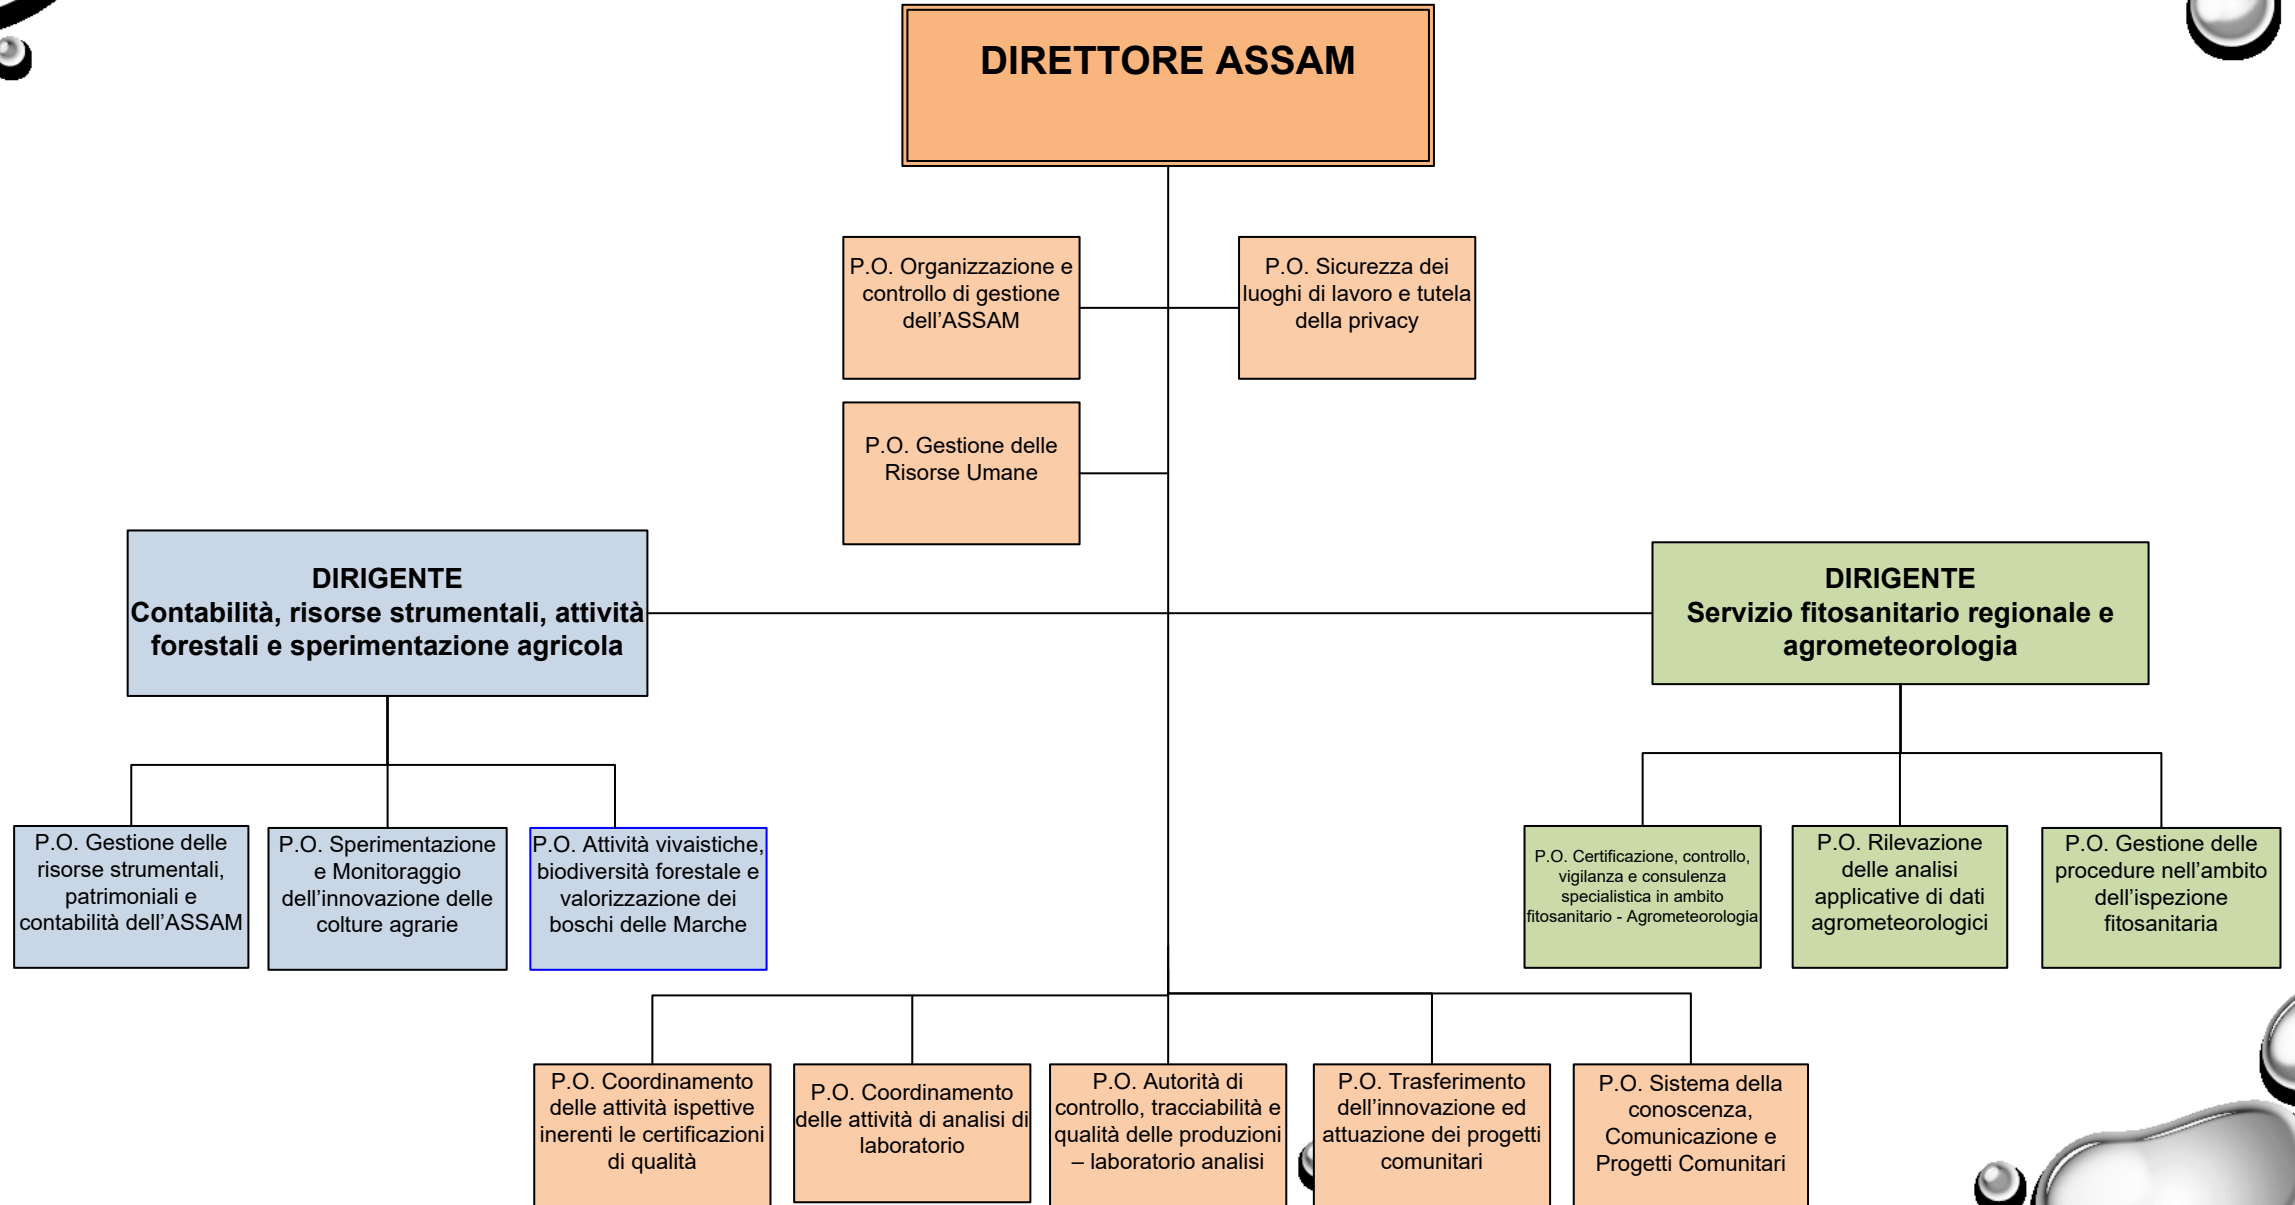 DIRETTORE ASSAM
P.O. Organizzazione e
controllo di gestione
dell’ASSAM
P.O. Sicurezza dei
luoghi di lavoro e tutela
della privacy
P.O. Gestione delle
Risorse Umane
DIRIGENTE
Contabilità, risorse strumentali, attività
forestali e sperimentazione agricola
DIRIGENTE
Servizio fitosanitario regionale e
agrometeorologia
P.O. Gestione delle
risorse strumentali,
patrimoniali e
contabilità dell’ASSAM
P.O. Sperimentazione
e Monitoraggio
dell’innovazione delle
colture agrarie
P.O. Attività vivaistiche,
biodiversità forestale e
valorizzazione dei
boschi delle Marche
P.O. Certificazione, controllo,
vigilanza e consulenza
specialistica in ambito
fitosanitario - Agrometeorologia
P.O. Rilevazione
delle analisi
applicative di dati
agrometeorologici
P.O. Gestione delle
procedure nell’ambito
dell’ispezione
fitosanitaria
P.O. Coordinamento
delle attività ispettive
inerenti le certificazioni
di qualità
P.O. Coordinamento
delle attività di analisi di
laboratorio
P.O. Autorità di
controllo, tracciabilità e
qualità delle produzioni
– laboratorio analisi
P.O. Trasferimento
dell’innovazione ed
attuazione dei progetti
comunitari
P.O. Sistema della
conoscenza,
Comunicazione e
Progetti Comunitari